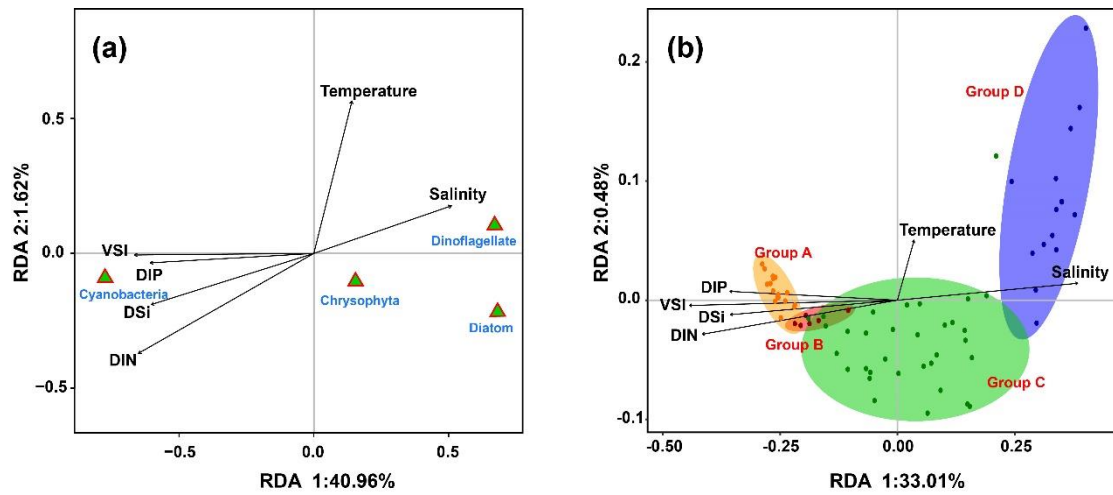 (a)
Temperature
Salinity
Dinoflagellate
VSI
DIP
Cyanobacteria
DSi
Chrysophyta
Diatom
DIN
0.5
0.0
−0.5
−0.5
0.0
0.5
RDA 2:1.62%
RDA 1:40.96%
(b)
Group D
Temperature
Group A
Salinity
DIP
VSI
DSi
DIN
Group B
Group C
0.2
0.1
0.0
-0.1
-0.50
-0.25
0.00
0.25
RDA 2:0.48%
RDA 1:33.01%